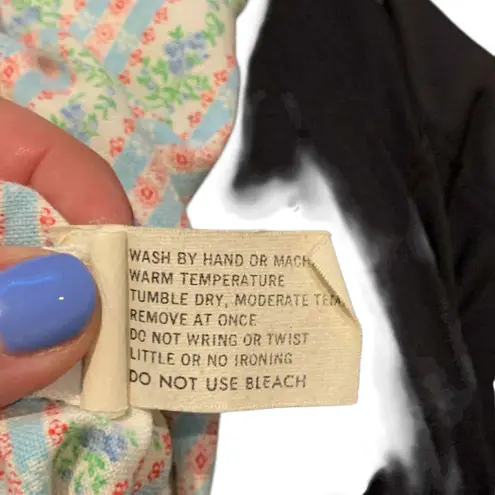 WASH BY HAND OR MACH
WARM TEMPERATURE
TUMBLE DRY, MODERATE TEM
REMOVE AT ONCE
DO NOT WRING OR TWIST
LITTLE OR NO IRONING
DO NOT USE BLEACH